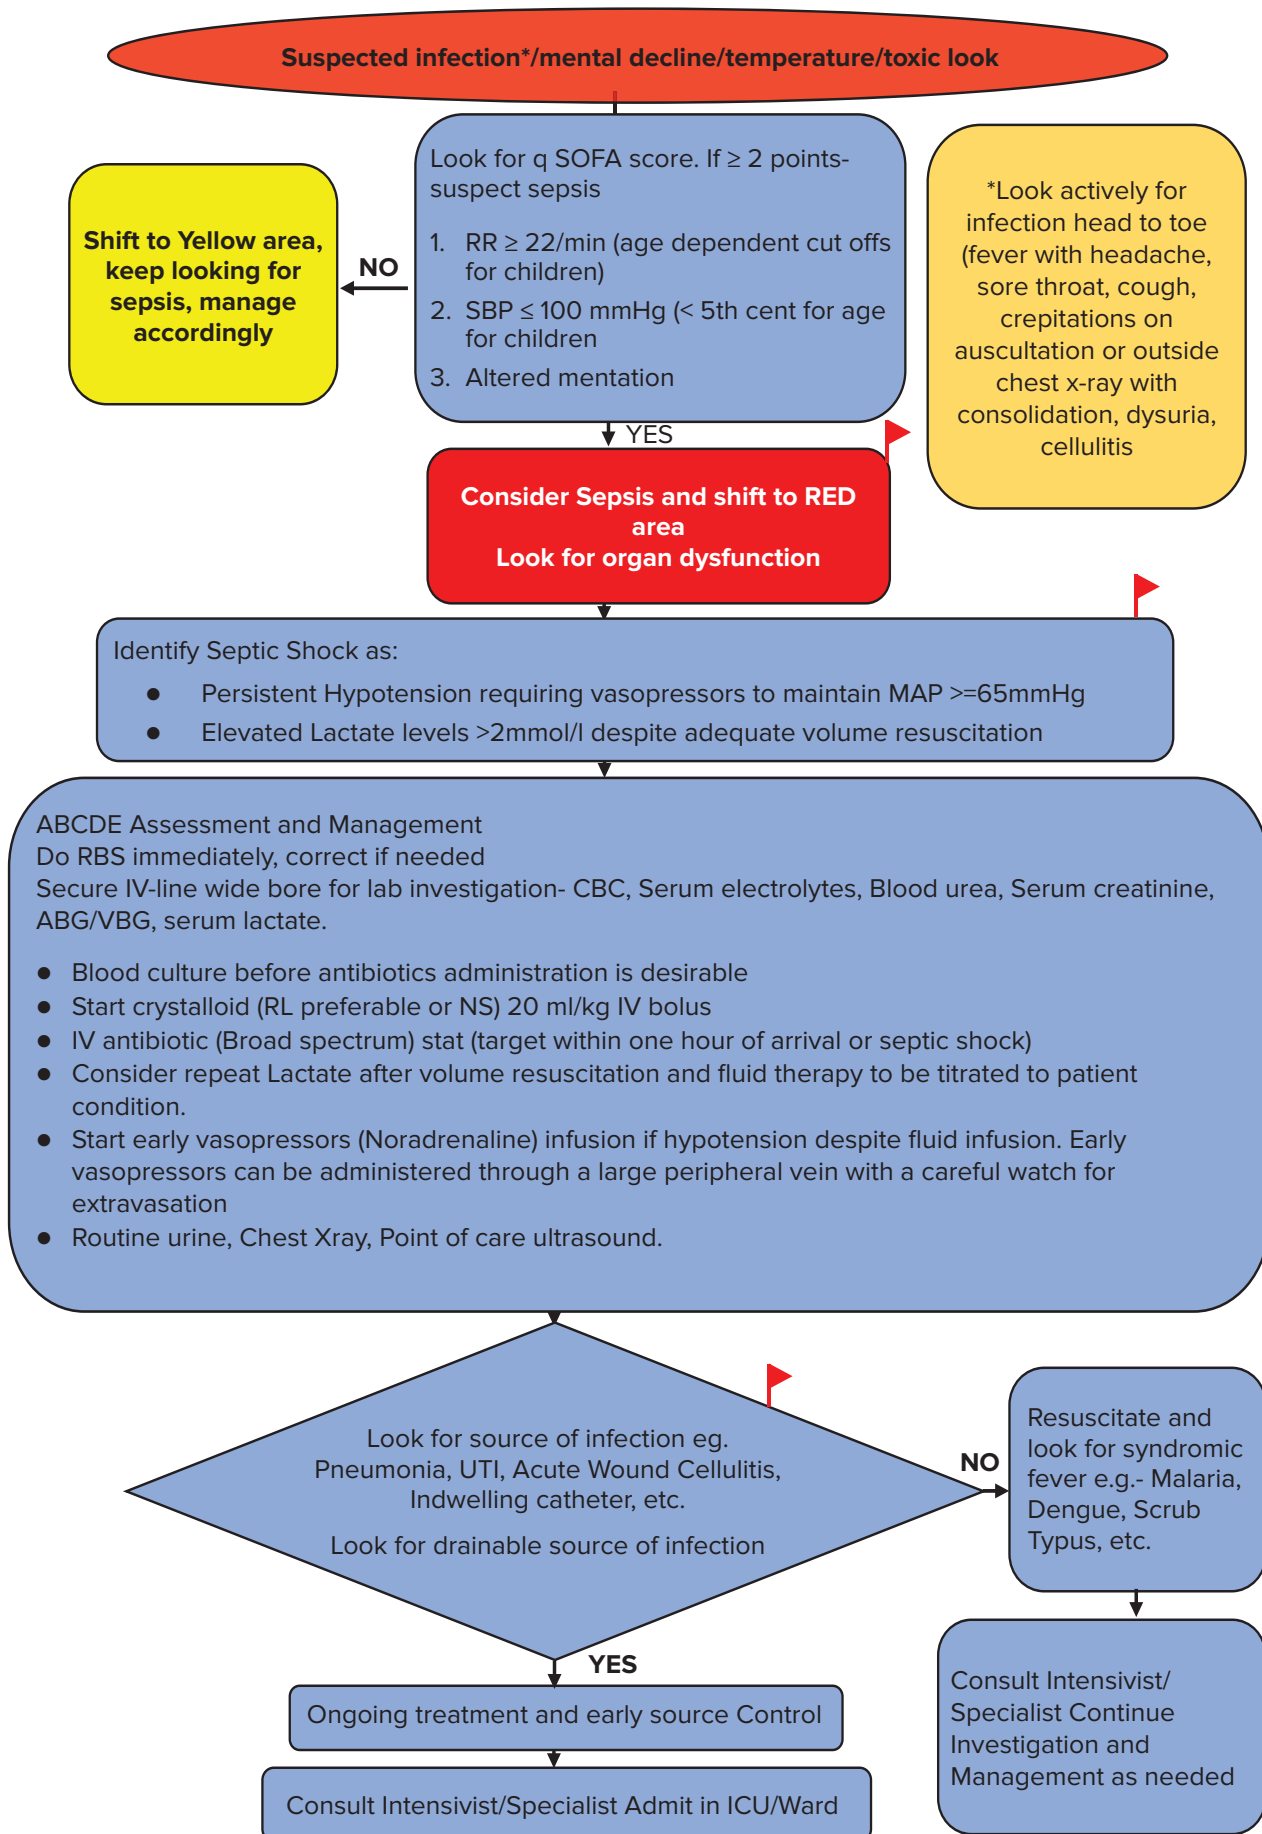 Suspected infection*/mental decline/temperature/toxic look
Look for q SOFA score. If ≥ 2 points-
suspect sepsis
1. RR ≥ 22/min (age dependent cut offs
for children)
2. SBP ≤ 100 mmHg (< 5th cent for age
for children
3. Altered mentation
NO
Shift to Yellow area,
keep looking for
sepsis, manage
accordingly
*Look actively for
infection head to toe
(fever with headache,
sore throat, cough,
crepitations on
auscultation or outside
chest x-ray with
consolidation, dysuria,
cellulitis
YES
Consider Sepsis and shift to RED
area
Look for organ dysfunction
Identify Septic Shock as:
● Persistent Hypotension requiring vasopressors to maintain MAP >=65mmHg
● Elevated Lactate levels >2mmol/l despite adequate volume resuscitation
ABCDE Assessment and Management
Do RBS immediately, correct if needed
Secure IV-line wide bore for lab investigation- CBC, Serum electrolytes, Blood urea, Serum creatinine,
ABG/VBG, serum lactate.
● Blood culture before antibiotics administration is desirable
● Start crystalloid (RL preferable or NS) 20 ml/kg IV bolus
● IV antibiotic (Broad spectrum) stat (target within one hour of arrival or septic shock)
● Consider repeat Lactate after volume resuscitation and fluid therapy to be titrated to patient
condition.
● Start early vasopressors (Noradrenaline) infusion if hypotension despite fluid infusion. Early
vasopressors can be administered through a large peripheral vein with a careful watch for
extravasation
● Routine urine, Chest Xray, Point of care ultrasound.
Look for source of infection eg.
Pneumonia, UTI, Acute Wound Cellulitis,
Indwelling catheter, etc.
Look for drainable source of infection
NO
Resuscitate and
look for syndromic
fever e.g.- Malaria,
Dengue, Scrub
Typus, etc.
Consult Intensivist/
Specialist Continue
Investigation and
Management as needed
YES
Ongoing treatment and early source Control
Consult Intensivist/Specialist Admit in ICU/Ward